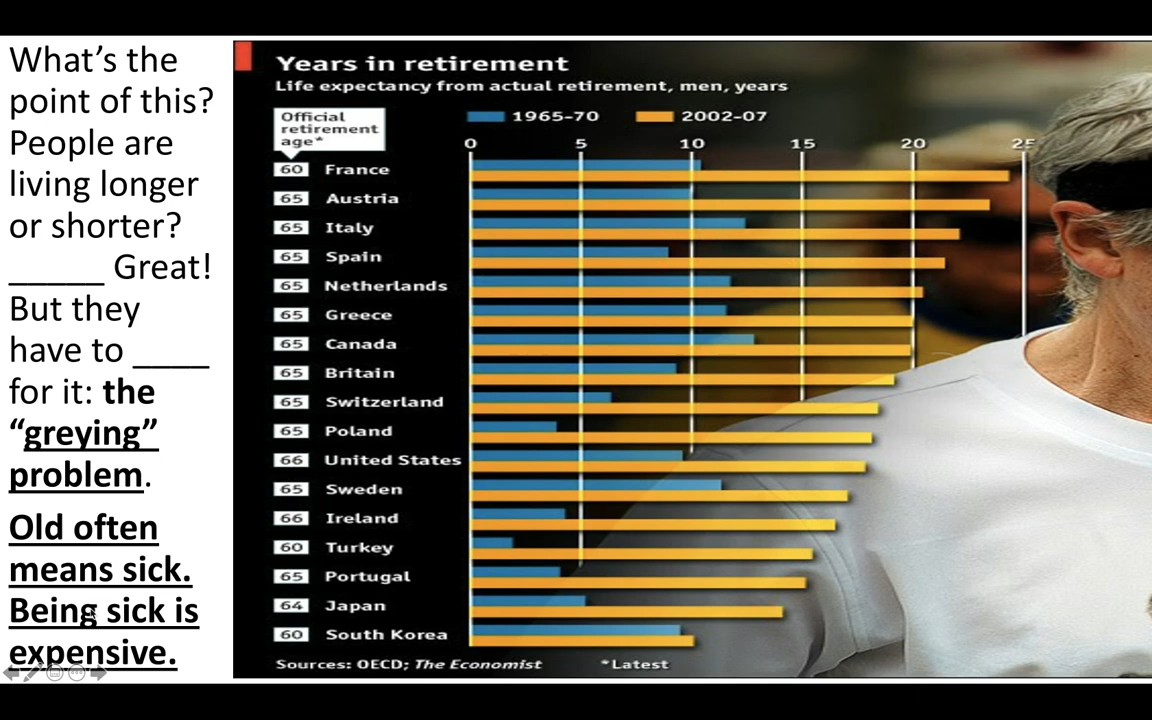 What’s the
point of this?
People are
living longer
or shorter?
_____ Great!
But they
have to ____
for it: the
“greying”
problem.
Old often
means sick.
Being sick is
expensive.
Years in retirement
Life expectancy from actual retirement, men, years
Official
retirement
age*
1965-70 2002-07
0 5 10 15 20 25
60 France
65 Austria
65 Italy
65 Spain
65 Netherlands
65 Greece
65 Canada
65 Britain
65 Switzerland
65 Poland
66 United States
65 Sweden
66 Ireland
60 Turkey
65 Portugal
64 Japan
60 South Korea
Sources: OECD; The Economist *Latest